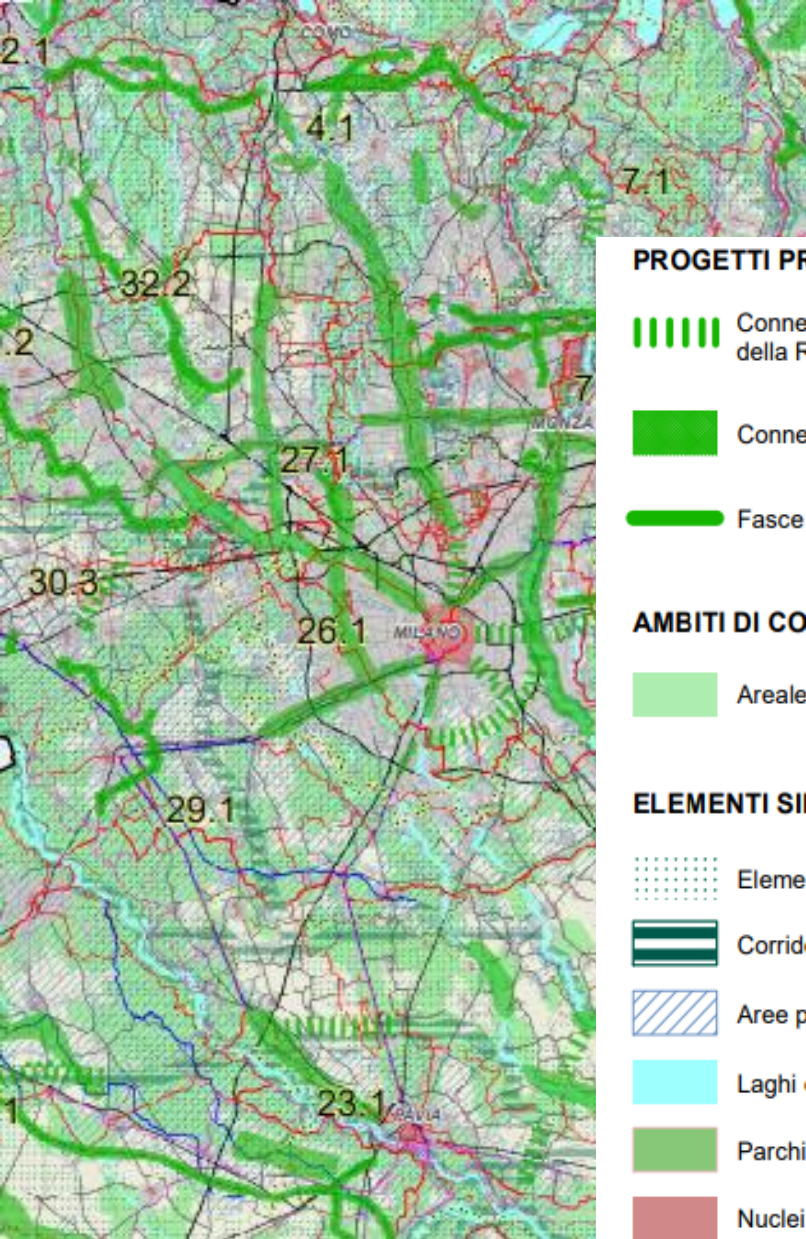 2.1
COMO
4.1
7.1
32.2
.2
7
MONZA
27.1
30.3
26.1
MILANO
29.1
23.1
PAVIA
1
PROGETTI PR
Conne
della R
Conne
Fasce
AMBITI DI CO
Areale
ELEMENTI SI
Eleme
Corrido
Aree p
Laghi
Parchi
Nuclei